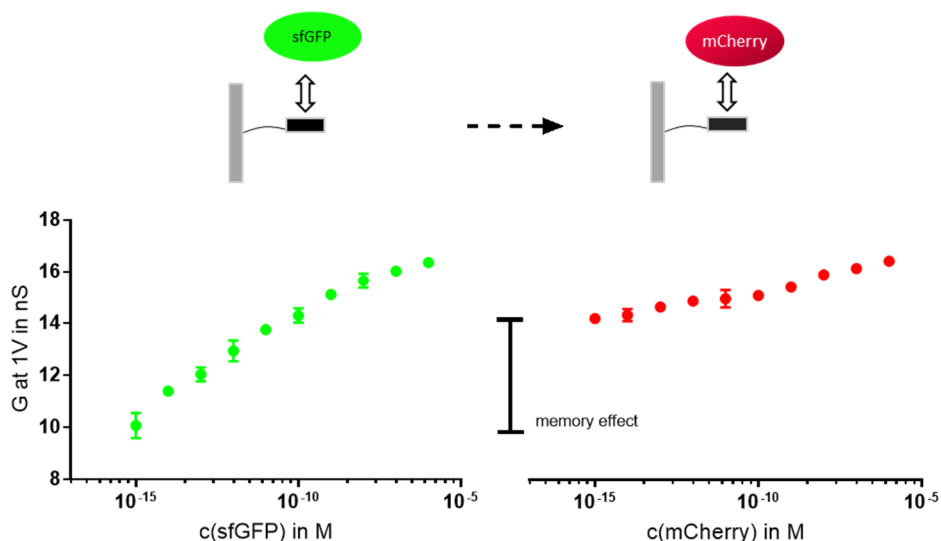 sfGFP
mCherry
G at 1V in nS
18
16
14
12
10
8
memory effect
10-15
10-10
10-5
10-15
10-10
10-5
c(sfGFP) in M
c(mCherry) in M